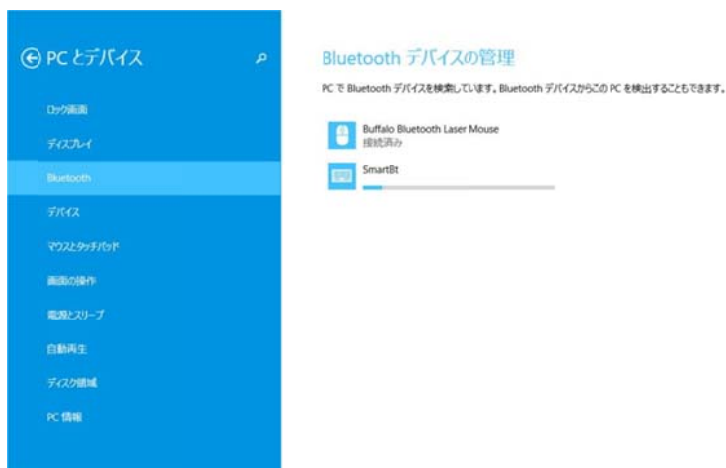 PC とデバイス
ロック画面
ディスプレイ
Bluetooth
デバイス
マウスとタッチパッド
画面の操作
電源とスリープ
自動再生
ディスク領域
PC 情報
Bluetooth デバイスの管理
PC で Bluetooth デバイスを検索しています。Bluetooth デバイスからこの PC を検出することもできます。
Buffalo Bluetooth Laser Mouse
接続済み
SmartBt